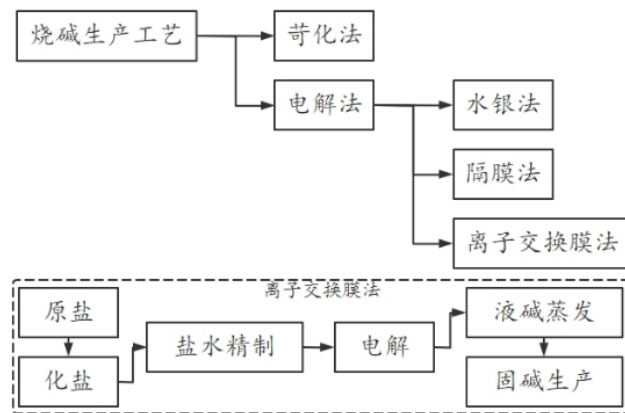 烧碱生产工艺
苛化法
电解法
水银法
隔膜法
离子交换膜法
离子交换膜法
原盐
化盐
盐水精制
电解
液碱蒸发
固碱生产